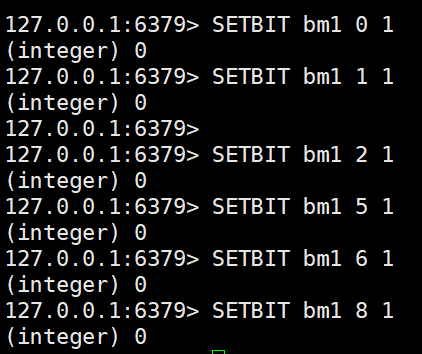 127.0.0.1:6379> SETBIT bm1 0 1
(integer) 0
127.0.0.1:6379> SETBIT bm1 1 1
(integer) 0
127.0.0.1:6379>
127.0.0.1:6379> SETBIT bm1 2 1
(integer) 0
127.0.0.1:6379> SETBIT bm1 5 1
(integer) 0
127.0.0.1:6379> SETBIT bm1 6 1
(integer) 0
127.0.0.1:6379> SETBIT bm1 8 1
(integer) 0